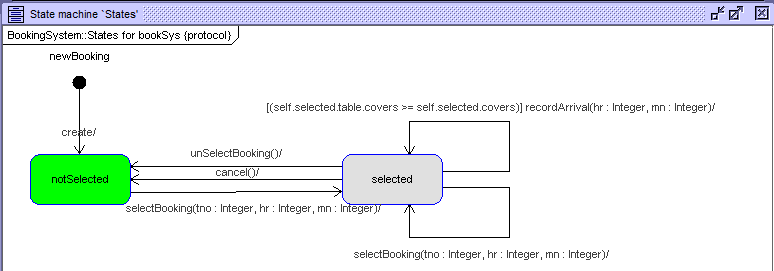 State machine `States'
BookingSystem::States for bookSys {protocol}
newBooking
[(self.selected.table.covers >= self.selected.covers)] recordArrival(hr : Integer, mn : Integer)/
create/
unSelectBooking()/
cancel()/
notSelected
selected
selectBooking(tno : Integer, hr : Integer, mn : Integer)/
selectBooking(tno : Integer, hr : Integer, mn : Integer)/